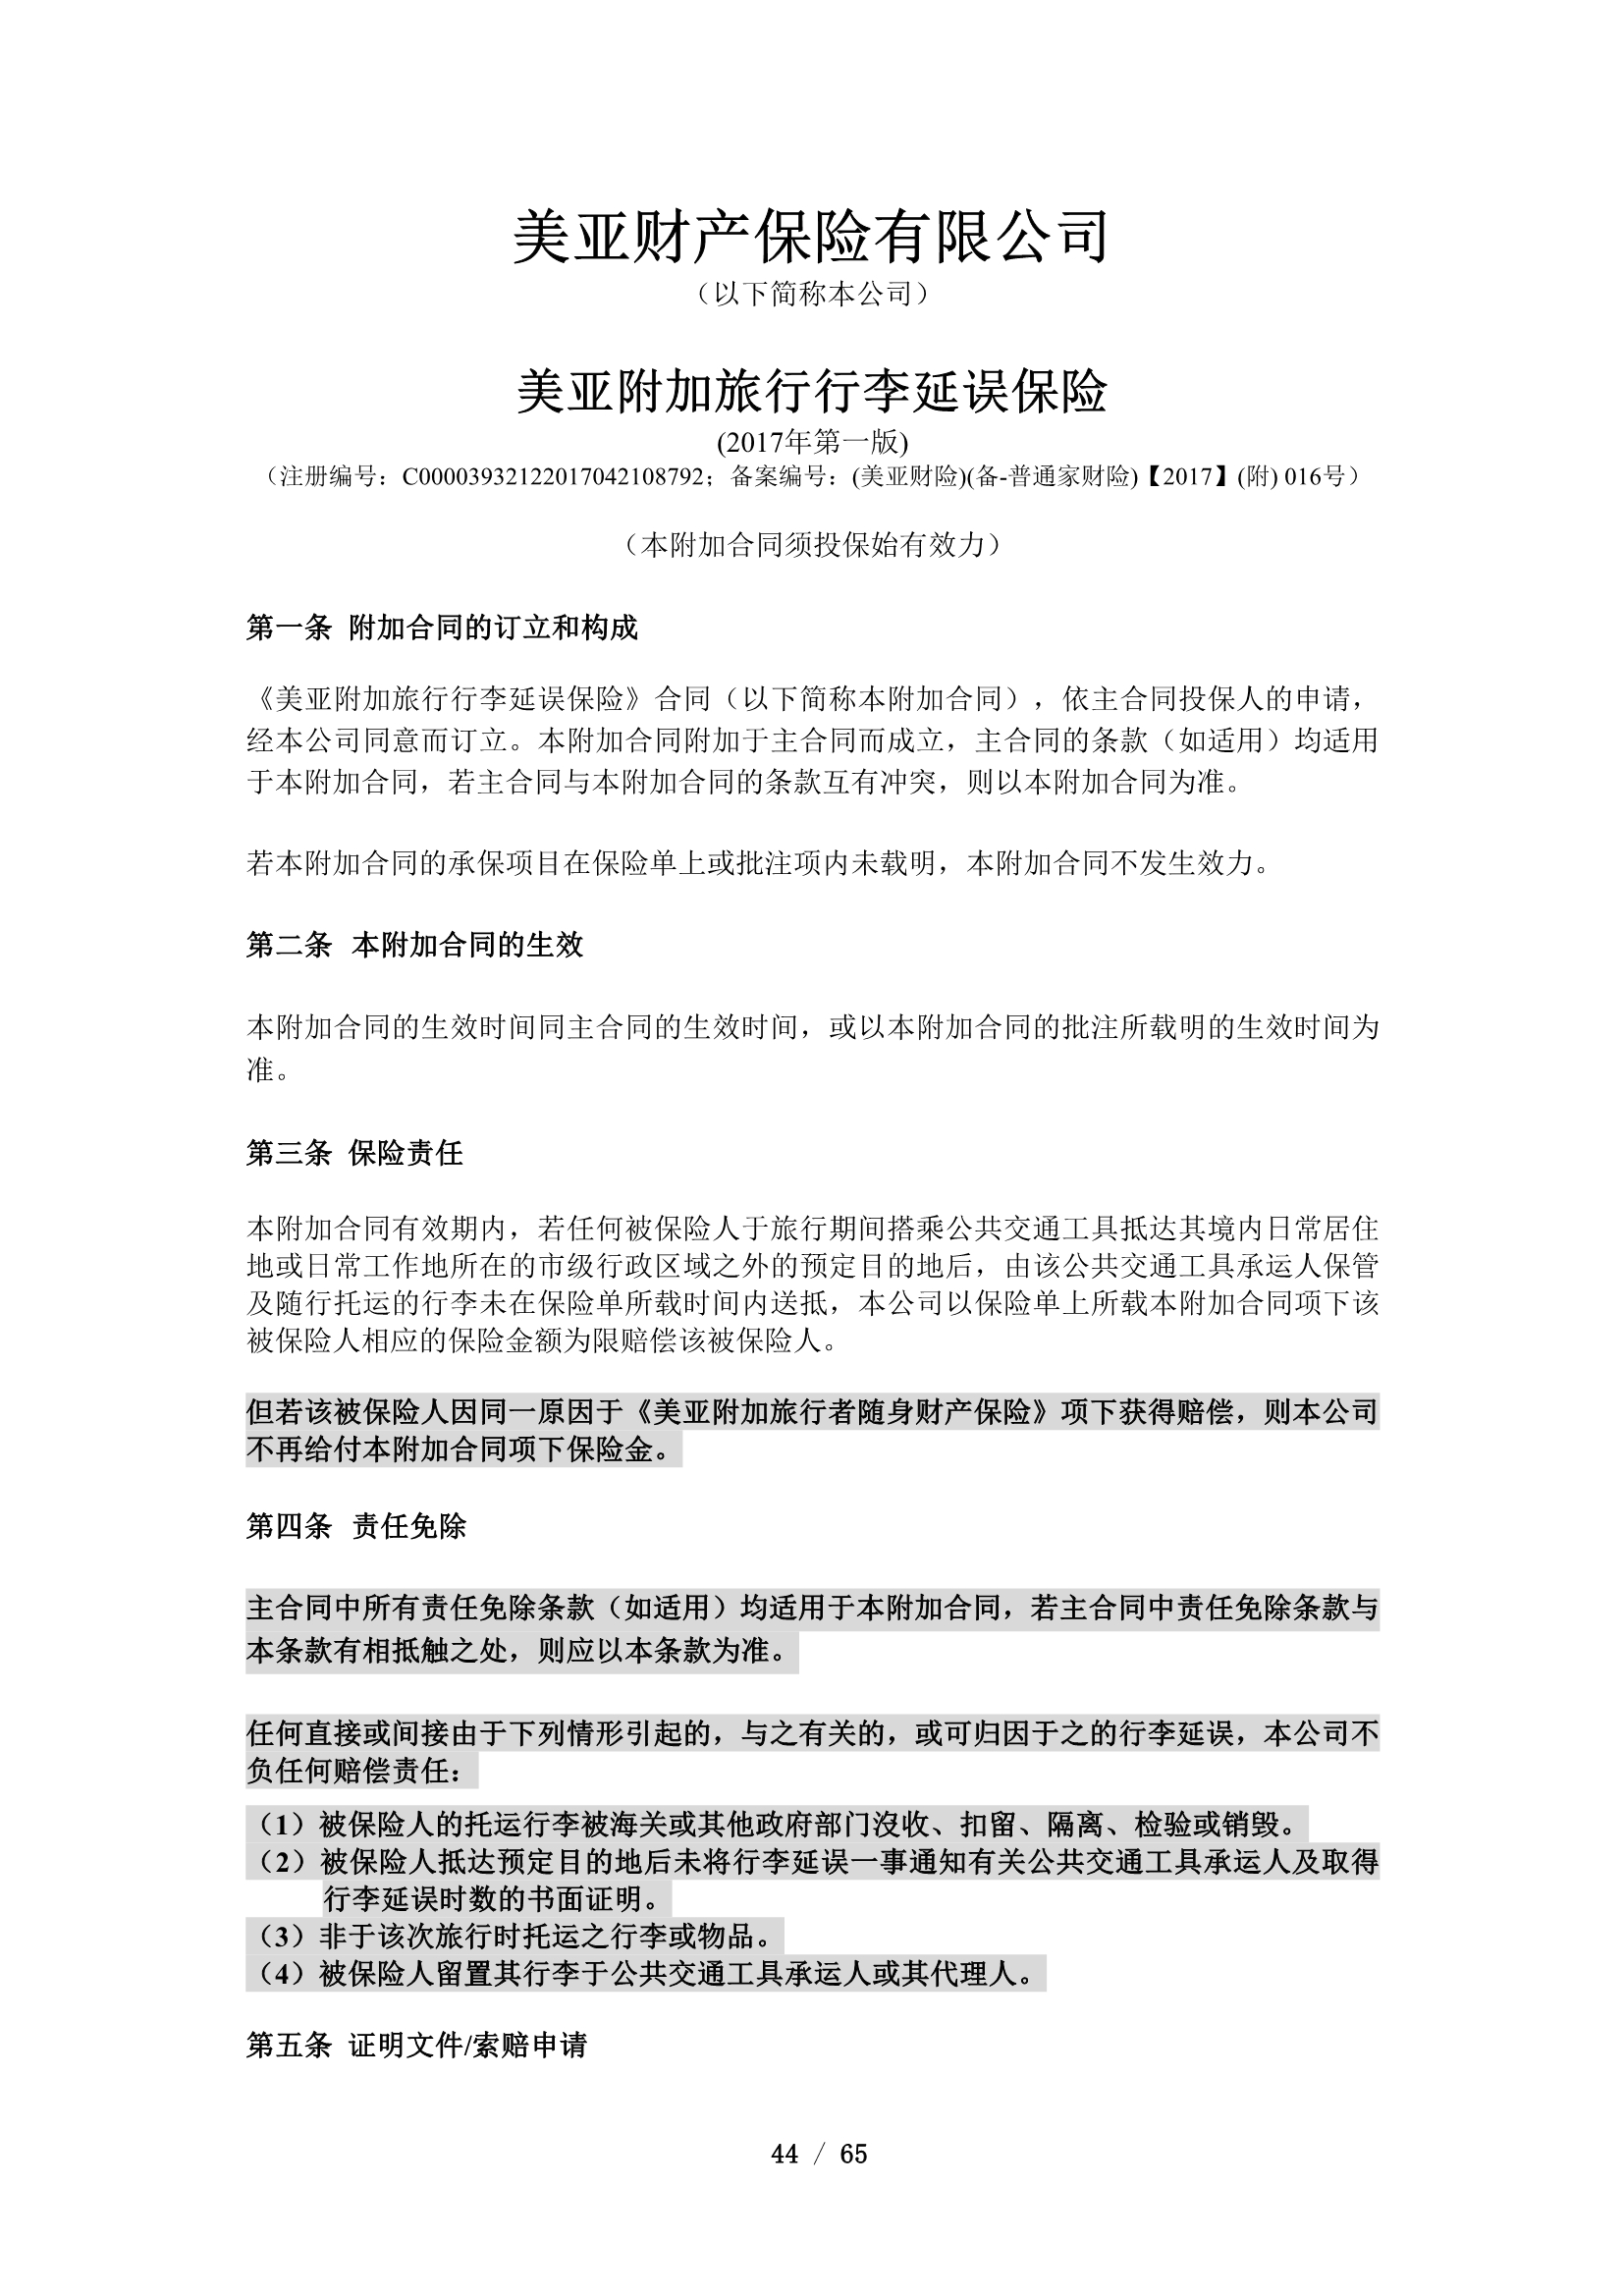 美亚财产保险有限公司
（以下简称本公司）
美亚附加旅行行李延误保险
(2017年第一版)
（注册编号：C00003932122017042108792；备案编号：(美亚财险)(备-普通家财险)【2017】(附) 016号）
（本附加合同须投保始有效力）
第一条 附加合同的订立和构成
《美亚附加旅行行李延误保险》合同（以下简称本附加合同），依主合同投保人的申请，
经本公司同意而订立。本附加合同附加于主合同而成立，主合同的条款（如适用）均适用
于本附加合同，若主合同与本附加合同的条款互有冲突，则以本附加合同为准。
若本附加合同的承保项目在保险单上或批注项内未载明，本附加合同不发生效力。
第二条 本附加合同的生效
本附加合同的生效时间同主合同的生效时间，或以本附加合同的批注所载明的生效时间为
准。
第三条 保险责任
本附加合同有效期内，若任何被保险人于旅行期间搭乘公共交通工具抵达其境内日常居住
地或日常工作地所在的市级行政区域之外的预定目的地后，由该公共交通工具承运人保管
及随行托运的行李未在保险单所载时间内送抵，本公司以保险单上所载本附加合同项下该
被保险人相应的保险金额为限赔偿该被保险人。
但若该被保险人因同一原因于《美亚附加旅行者随身财产保险》项下获得赔偿，则本公司
不再给付本附加合同项下保险金。
第四条 责任免除
主合同中所有责任免除条款（如适用）均适用于本附加合同，若主合同中责任免除条款与
本条款有相抵触之处，则应以本条款为准。
任何直接或间接由于下列情形引起的，与之有关的，或可归因于之的行李延误，本公司不
负任何赔偿责任：
（1）被保险人的托运行李被海关或其他政府部门沒收、扣留、隔离、检验或销毁。
（2）被保险人抵达预定目的地后未将行李延误一事通知有关公共交通工具承运人及取得
行李延误时数的书面证明。
（3）非于该次旅行时托运之行李或物品。
（4）被保险人留置其行李于公共交通工具承运人或其代理人。
第五条 证明文件/索赔申请
44 / 65